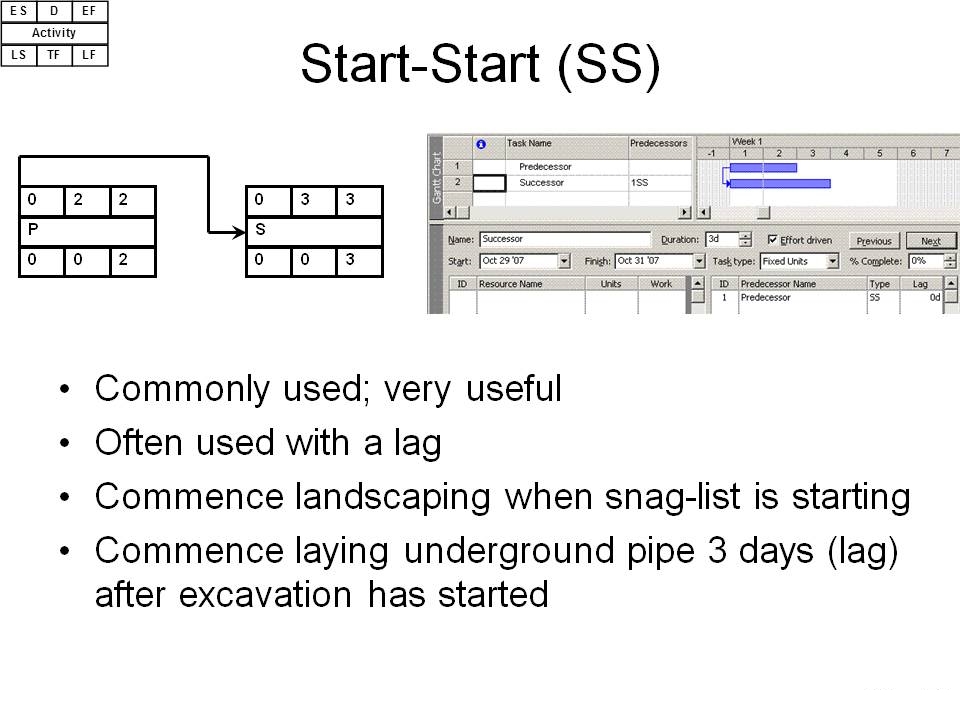 ES D EF
Activity
LS TF LF
Start-Start (SS)
0 2 2
P
0 0 2
0 3 3
S
0 0 3
Gantt Chart
Task Name Predecessors
1 Predecessor
2 Successor 1SS
Week 1
-1 1 2 3 4 5 6 7
Name: Successor Duration: 3d Effort driven Previous Next
Start: Oct 29 '07 Finish: Oct 31 '07 Task type: Fixed Units % Complete: 0%
ID Resource Name Units Work ID Predecessor Name Type Lag
1 Predecessor SS 0d
• Commonly used; very useful
• Often used with a lag
• Commence landscaping when snag-list is starting
• Commence laying underground pipe 3 days (lag)
after excavation has started